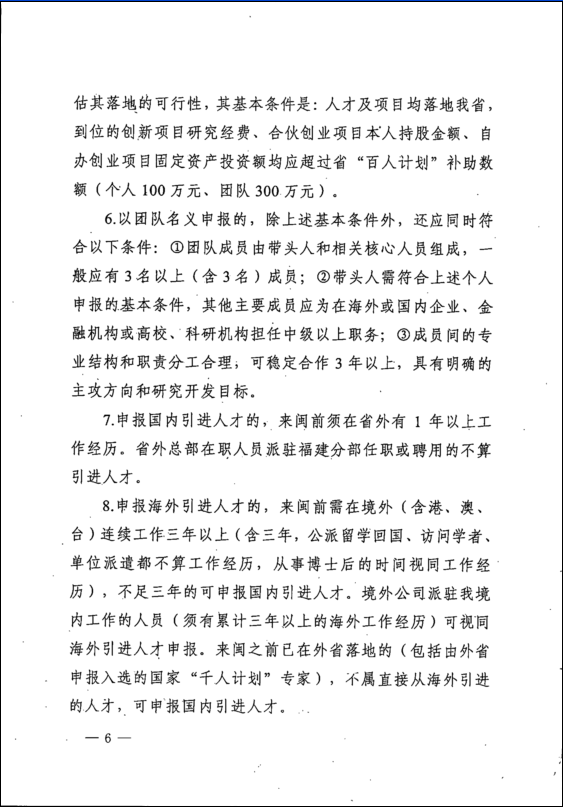 估其落地的可行性，其基本条件是：人才及项目均落地我省，
到位的创新项目研究经费、合伙创业项目本人持股金额、自
办创业项目固定资产投资额均应超过省“百人计划”补助数
额（个人 100 万元、团队 300 万元）。
6.以团队名义申报的，除上述基本条件外，还应同时符
合以下条件：①团队成员由带头人和相关核心人员组成，一
般应有 3 名以上（含 3 名）成员；②带头人需符合上述个人
申报的基本条件，其他主要成员应为在海外或国内企业、金
融机构或高校、科研机构担任中级以上职务；③成员间的专
业结构和职责分工合理，可稳定合作 3 年以上，具有明确的
主攻方向和研究开发目标。
7.申报国内引进人才的，来闽前须在省外有 1 年以上工
作经历。省外总部在职人员派驻福建分部任职或聘用的不算
引进人才。
8.申报海外引进人才的，来闽前需在境外（含港、澳、
台）连续工作三年以上（含三年，公派留学回国、访问学者、
单位派遣都不算工作经历，从事博士后的时间视同工作经
历），不足三年的可申报国内引进人才。境外公司派驻我境
内工作的人员（须有累计三年以上的海外工作经历）可视同
海外引进人才申报。来闽之前已在外省落地的（包括由外省
申报入选的国家“千人计划”专家），不属直接从海外引进
的人才，可申报国内引进人才。
— 6 —